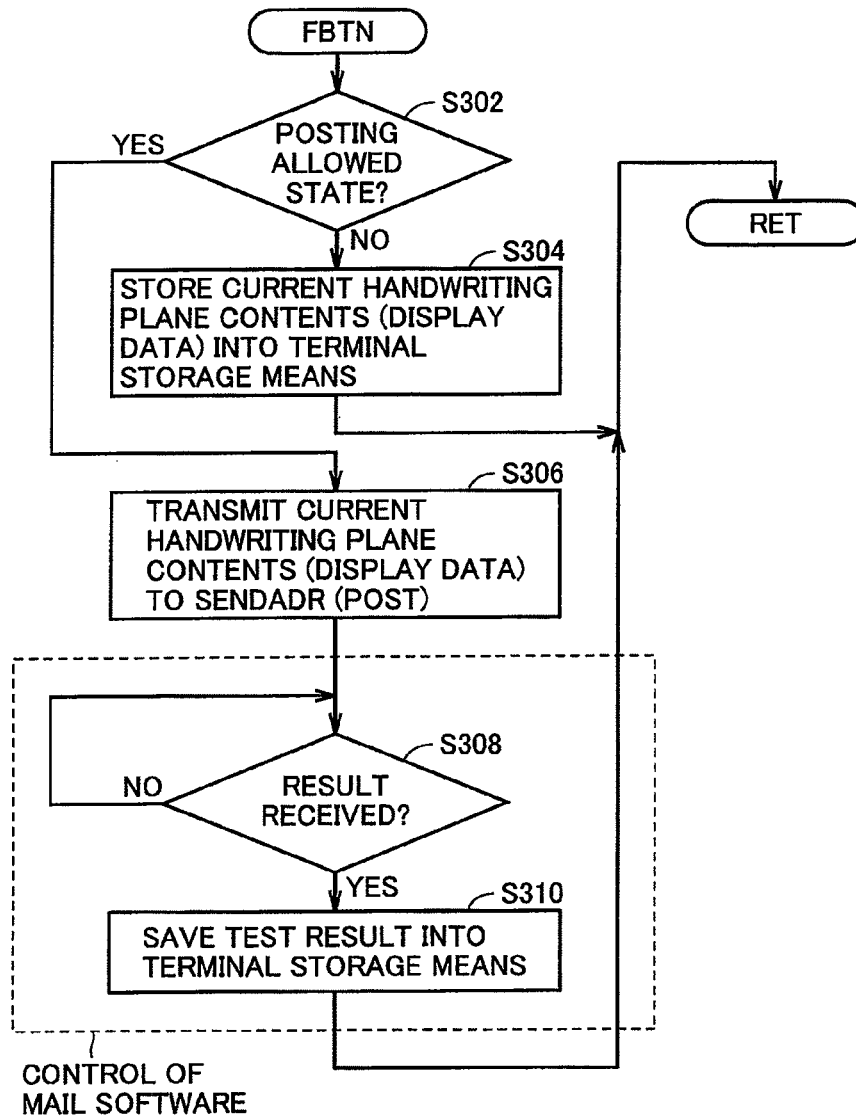 FBTN
S302
YES
POSTING
ALLOWED
STATE?
RET
NO
S304
STORE CURRENT HANDWRITING
PLANE CONTENTS (DISPLAY
DATA) INTO TERMINAL
STORAGE MEANS
S306
TRANSMIT CURRENT
HANDWRITING PLANE
CONTENTS (DISPLAY DATA)
TO SENDADR (POST)
S308
NO
RESULT
RECEIVED?
YES
S310
SAVE TEST RESULT INTO
TERMINAL STORAGE MEANS
CONTROL OF
MAIL SOFTWARE